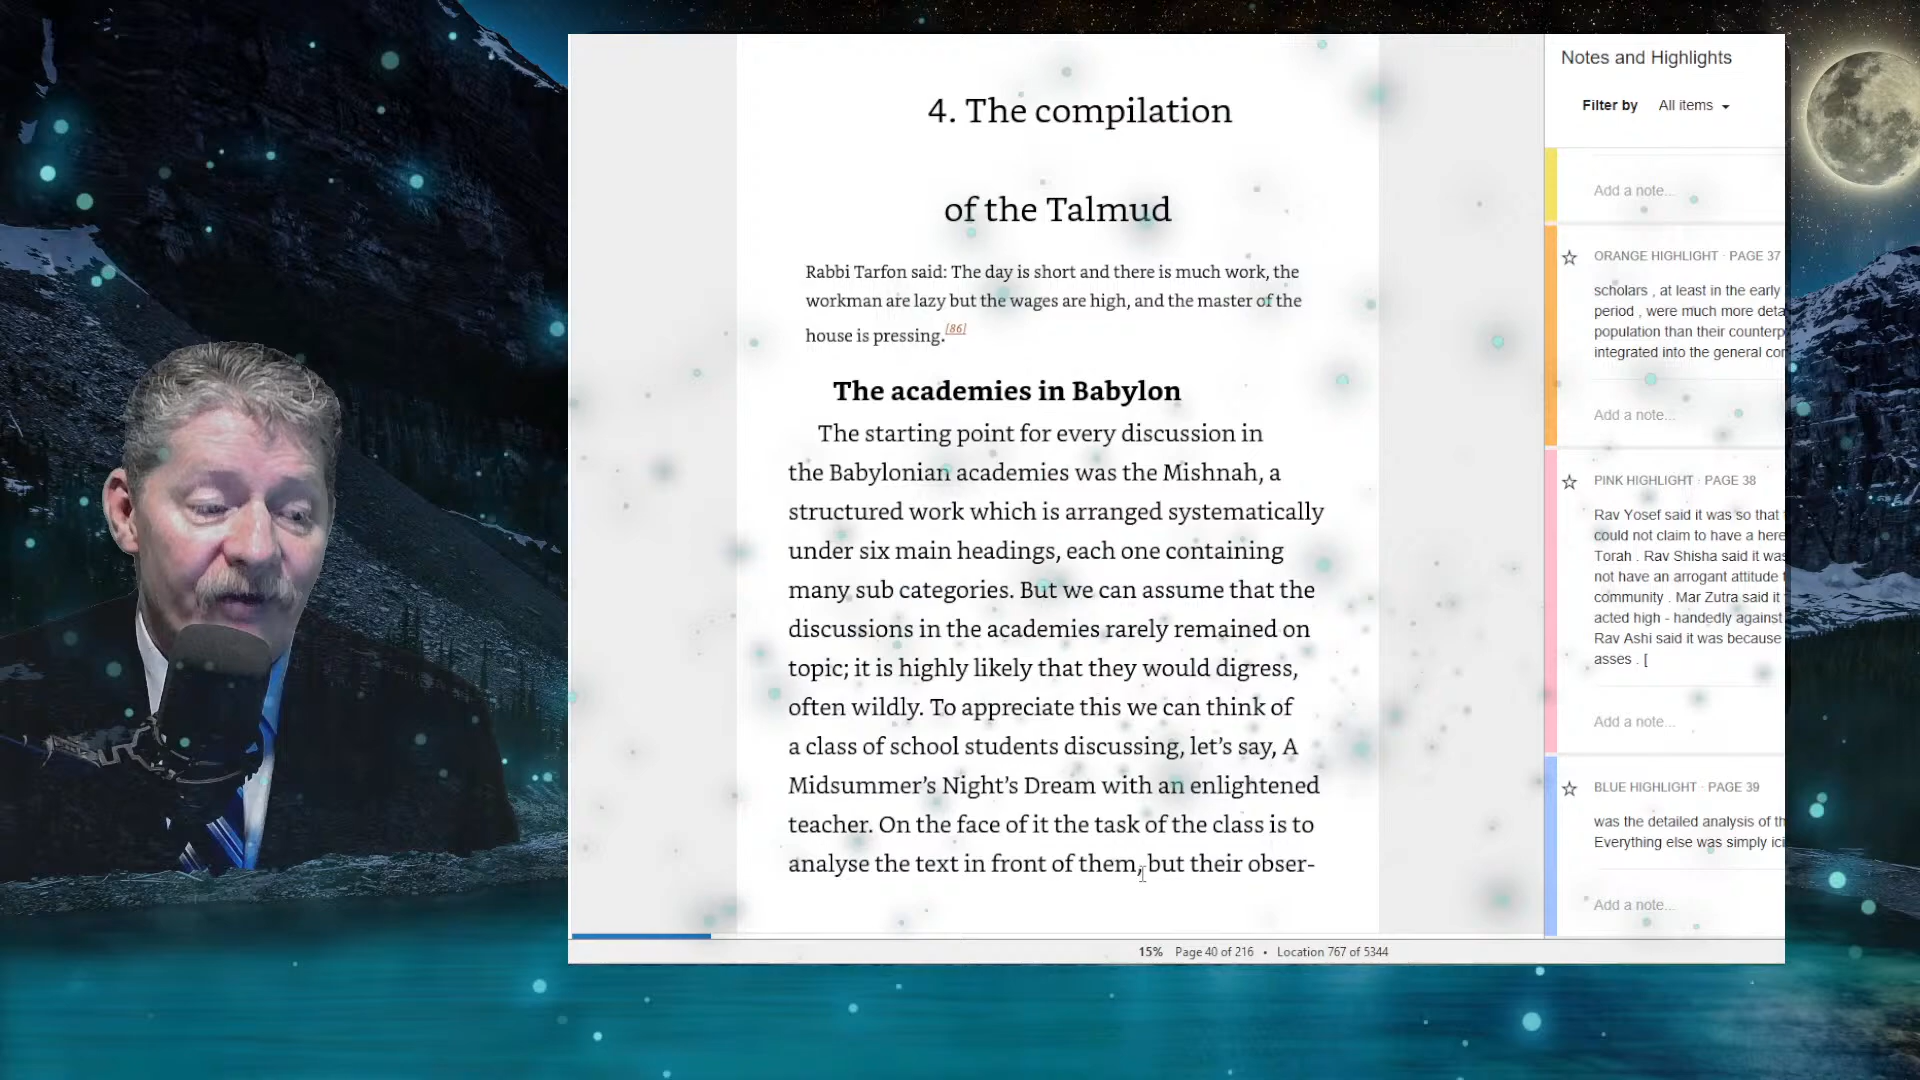 4. The compilation
of the Talmud
Rabbi Tarfon said: The day is short and there is much work, the
workman are lazy but the wages are high, and the master of the
house is pressing.[86]
The academies in Babylon
The starting point for every discussion in
the Babylonian academies was the Mishnah, a
structured work which is arranged systematically
under six main headings, each one containing
many sub categories. But we can assume that the
discussions in the academies rarely remained on
topic; it is highly likely that they would digress,
often wildly. To appreciate this we can think of
a class of school students discussing, let’s say, A
Midsummer’s Night’s Dream with an enlightened
teacher. On the face of it the task of the class is to
analyse the text in front of them, but their obser-
15% Page 40 of 216 • Location 767 of 5344
Notes and Highlights
Filter by All items
Add a note...
ORANGE HIGHLIGHT · PAGE 37
scholars , at least in the early
period , were much more deta
population than their counterp
integrated into the general cor
Add a note...
PINK HIGHLIGHT · PAGE 38
Rav Yosef said it was so that
could not claim to have a here
Torah . Rav Shisha said it was
not have an arrogant attitude
community . Mar Zutra said it
acted high - handedly against
Rav Ashi said it was because
asses . [
Add a note...
BLUE HIGHLIGHT · PAGE 39
was the detailed analysis of th
Everything else was simply ici
Add a note...